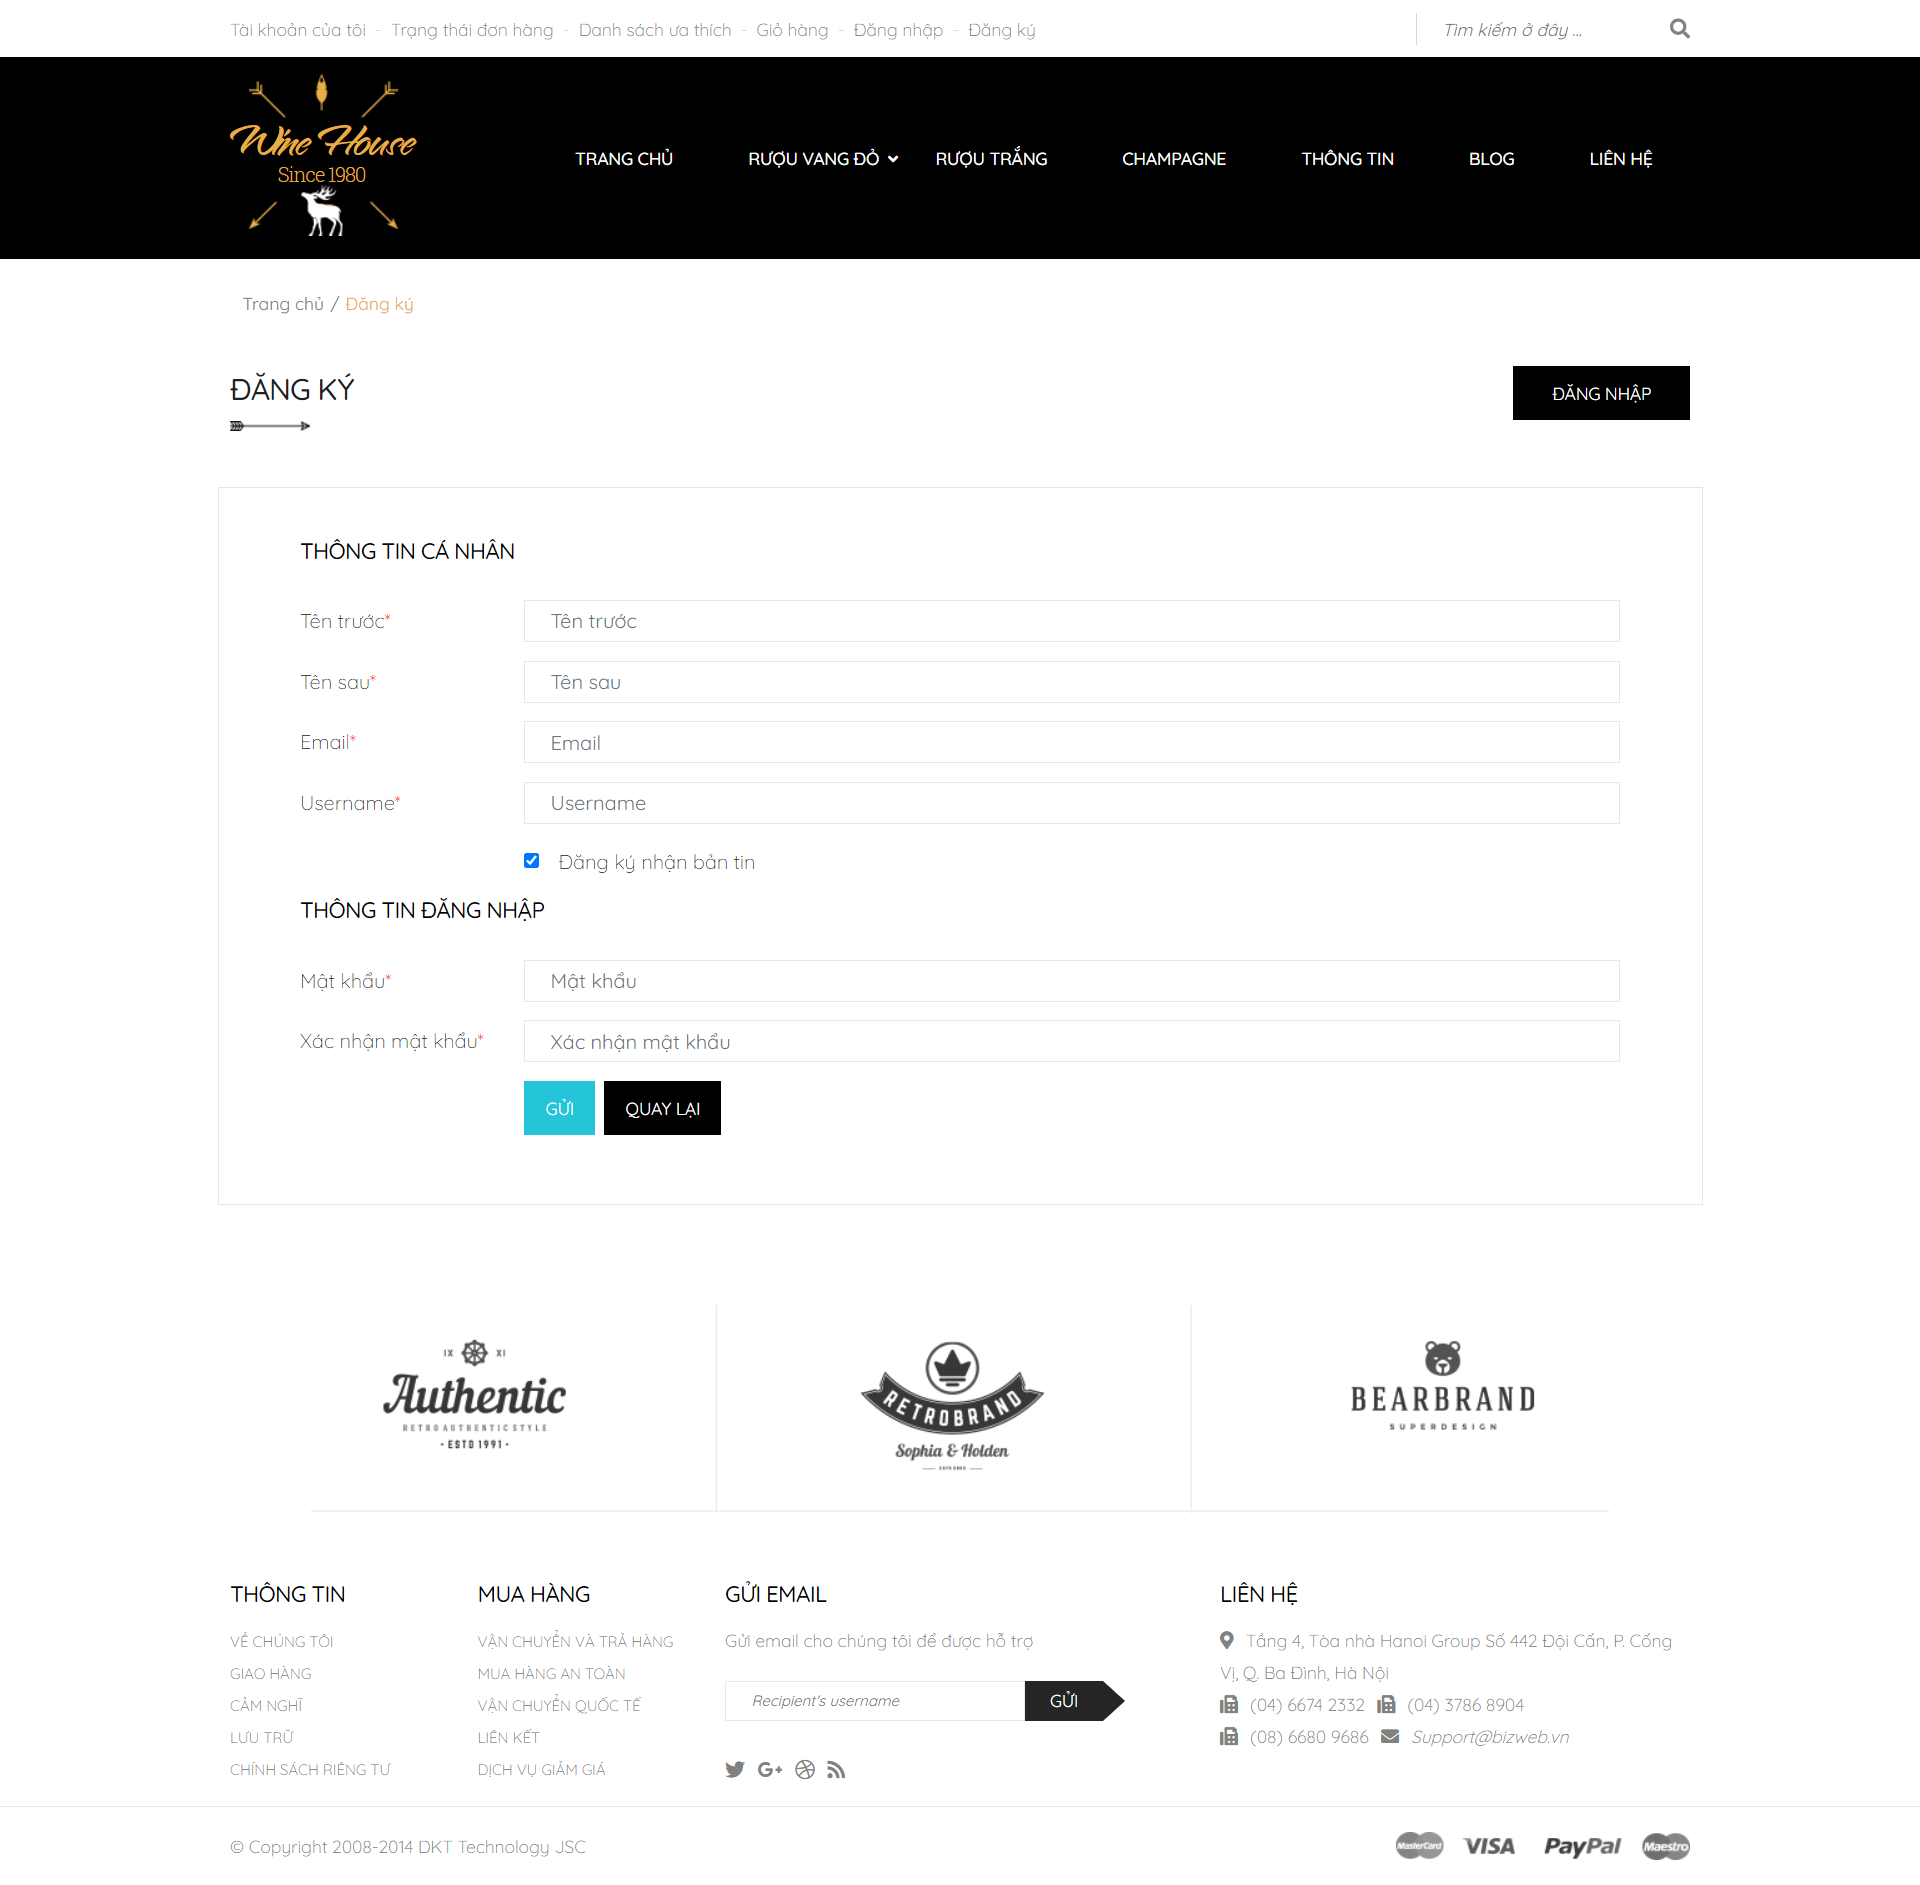 Tài khoản của tôi - Trạng thái đơn hàng - Danh sách ưa thích - Giỏ hàng - Đăng nhập - Đăng ký
Tìm kiếm ở đây ...
Wine House
Since 1980
TRANG CHỦ RƯỢU VANG ĐỎ RƯỢU TRẮNG CHAMPAGNE THÔNG TIN BLOG LIÊN HỆ
Trang chủ / Đăng ký
ĐĂNG KÝ
ĐĂNG NHẬP
THÔNG TIN CÁ NHÂN
Tên trước* Tên trước
Tên sau* Tên sau
Email* Email
Username* Username
Đăng ký nhận bản tin
THÔNG TIN ĐĂNG NHẬP
Mật khẩu* Mật khẩu
Xác nhận mật khẩu* Xác nhận mật khẩu
GỬI QUAY LẠI
IX XI
Authentic
RETROAUTHENTICSTYLE
• ESTD 1991 •
RETROBRAND
Sophia & Holden
BEARBRAND
SUPERDESIGN
THÔNG TIN
VỀ CHÚNG TÔI
GIAO HÀNG
CẢM NGHĨ
LƯU TRỮ
CHÍNH SÁCH RIÊNG TƯ
MUA HÀNG
VẬN CHUYỂN VÀ TRẢ HÀNG
MUA HÀNG AN TOÀN
VẬN CHUYỂN QUỐC TẾ
LIÊN KẾT
DỊCH VỤ GIẢM GIÁ
GỬI EMAIL
Gửi email cho chúng tôi để được hỗ trợ
Recipient's username GỬI
LIÊN HỆ
Tầng 4, Tòa nhà Hanoi Group Số 442 Đội Cấn, P. Cống
Vị, Q. Ba Đình, Hà Nội
(04) 6674 2332 (04) 3786 8904
(08) 6680 9686 Support@bizweb.vn
© Copyright 2008-2014 DKT Technology JSC
MasterCard VISA PayPal Maestro